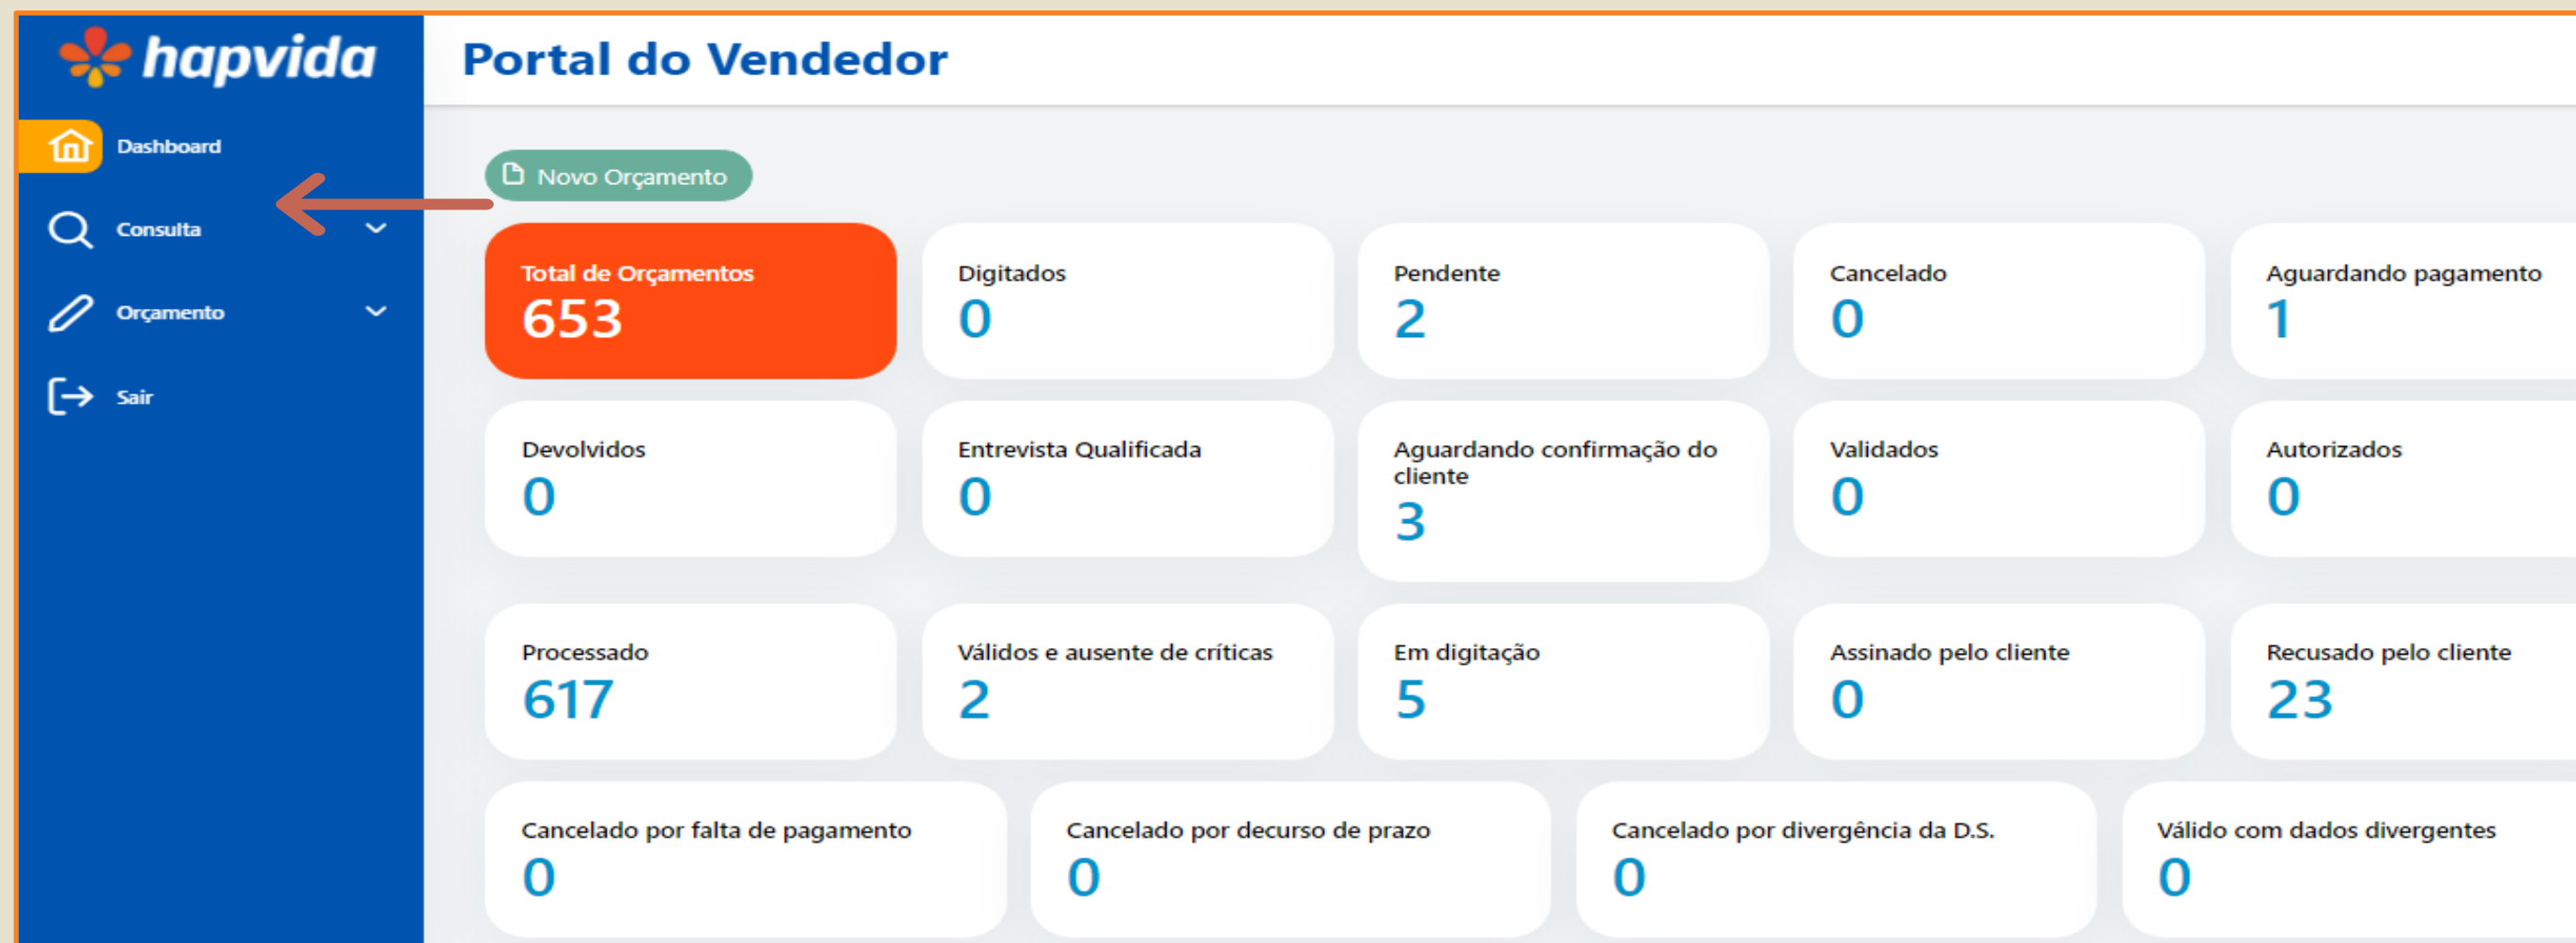 hapvida
Portal do Vendedor
Dashboard
Consulta
Orçamento
Sair
Novo Orçamento
Total de Orçamentos
653
Digitados
0
Pendente
2
Cancelado
0
Aguardando pagamento
1
Devolvidos
0
Entrevista Qualificada
0
Aguardando confirmação do
cliente
3
Validados
0
Autorizados
0
Processado
617
Válidos e ausente de críticas
2
Em digitação
5
Assinado pelo cliente
0
Recusado pelo cliente
23
Cancelado por falta de pagamento
0
Cancelado por decurso de prazo
0
Cancelado por divergência da D.S.
0
Válido com dados divergentes
0